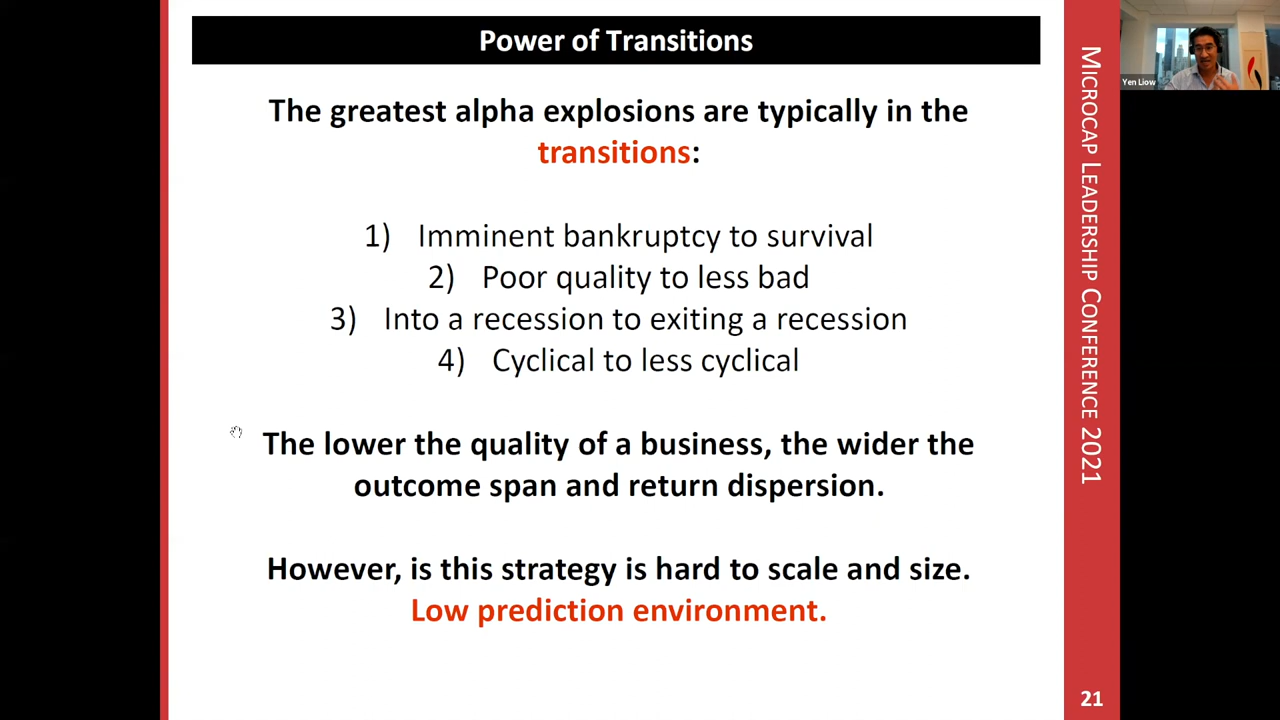 Power of Transitions
The greatest alpha explosions are typically in the
transitions:
1) Imminent bankruptcy to survival
2) Poor quality to less bad
3) Into a recession to exiting a recession
4) Cyclical to less cyclical
The lower the quality of a business, the wider the
outcome span and return dispersion.
However, is this strategy is hard to scale and size.
Low prediction environment.
MICROCAP LEADERSHIP CONFERENCE 2021
21
Yen Liow